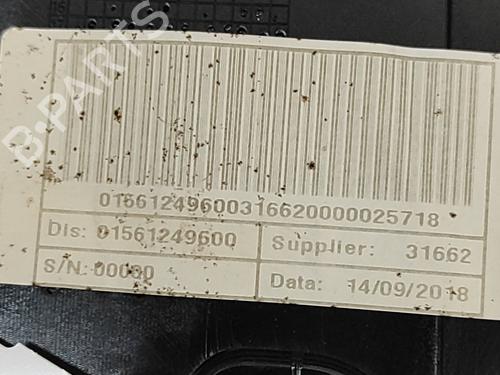 B-PARTS
01561249600316620000025718
Dis: 01561249600
Supplier: 31662
S/N: 00000
Data: 14/09/2018